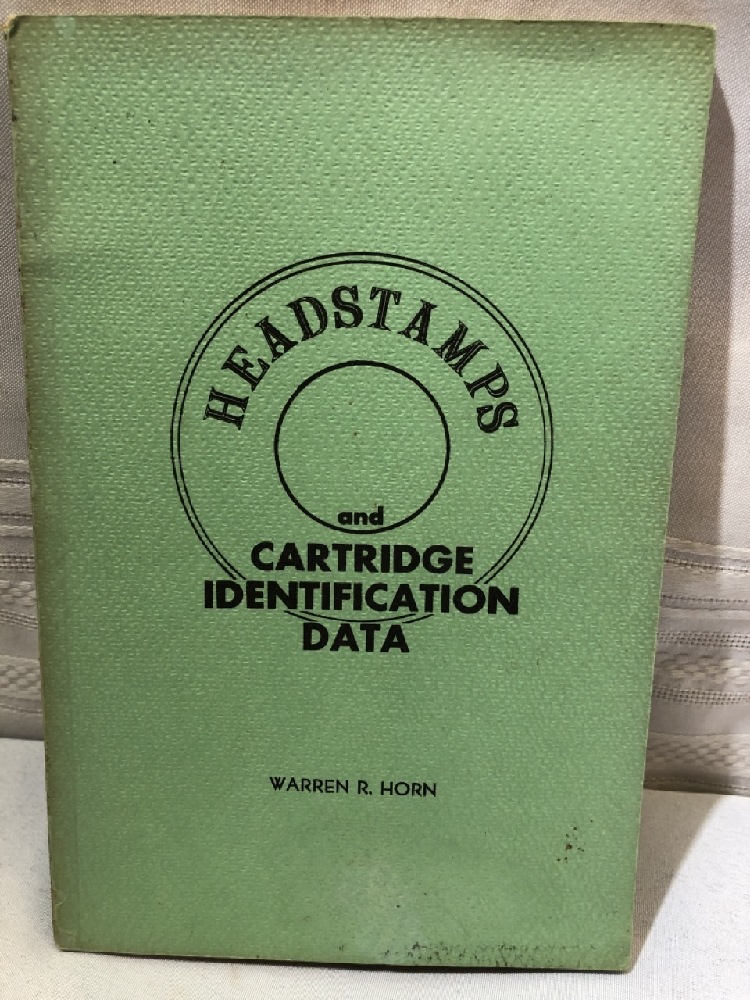 HEADSTAMPS
and
CARTRIDGE
IDENTIFICATION
DATA
WARREN R. HORN